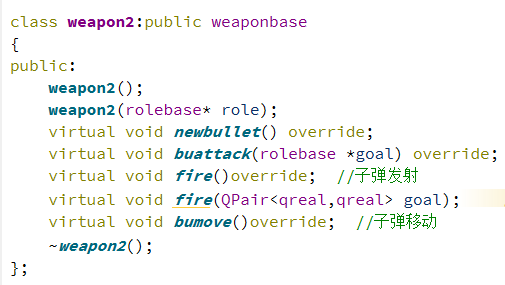 class weapon2:public weaponbase
{
public:
    weapon2();
    weapon2(rolebase* role);
    virtual void newbullet() override;
    virtual void buattack(rolebase *goal) override;
    virtual void fire()override;  //子弹发射
    virtual void fire(QPair<qreal,qreal> goal);
    virtual void bumove()override;  //子弹移动
    ~weapon2();
};